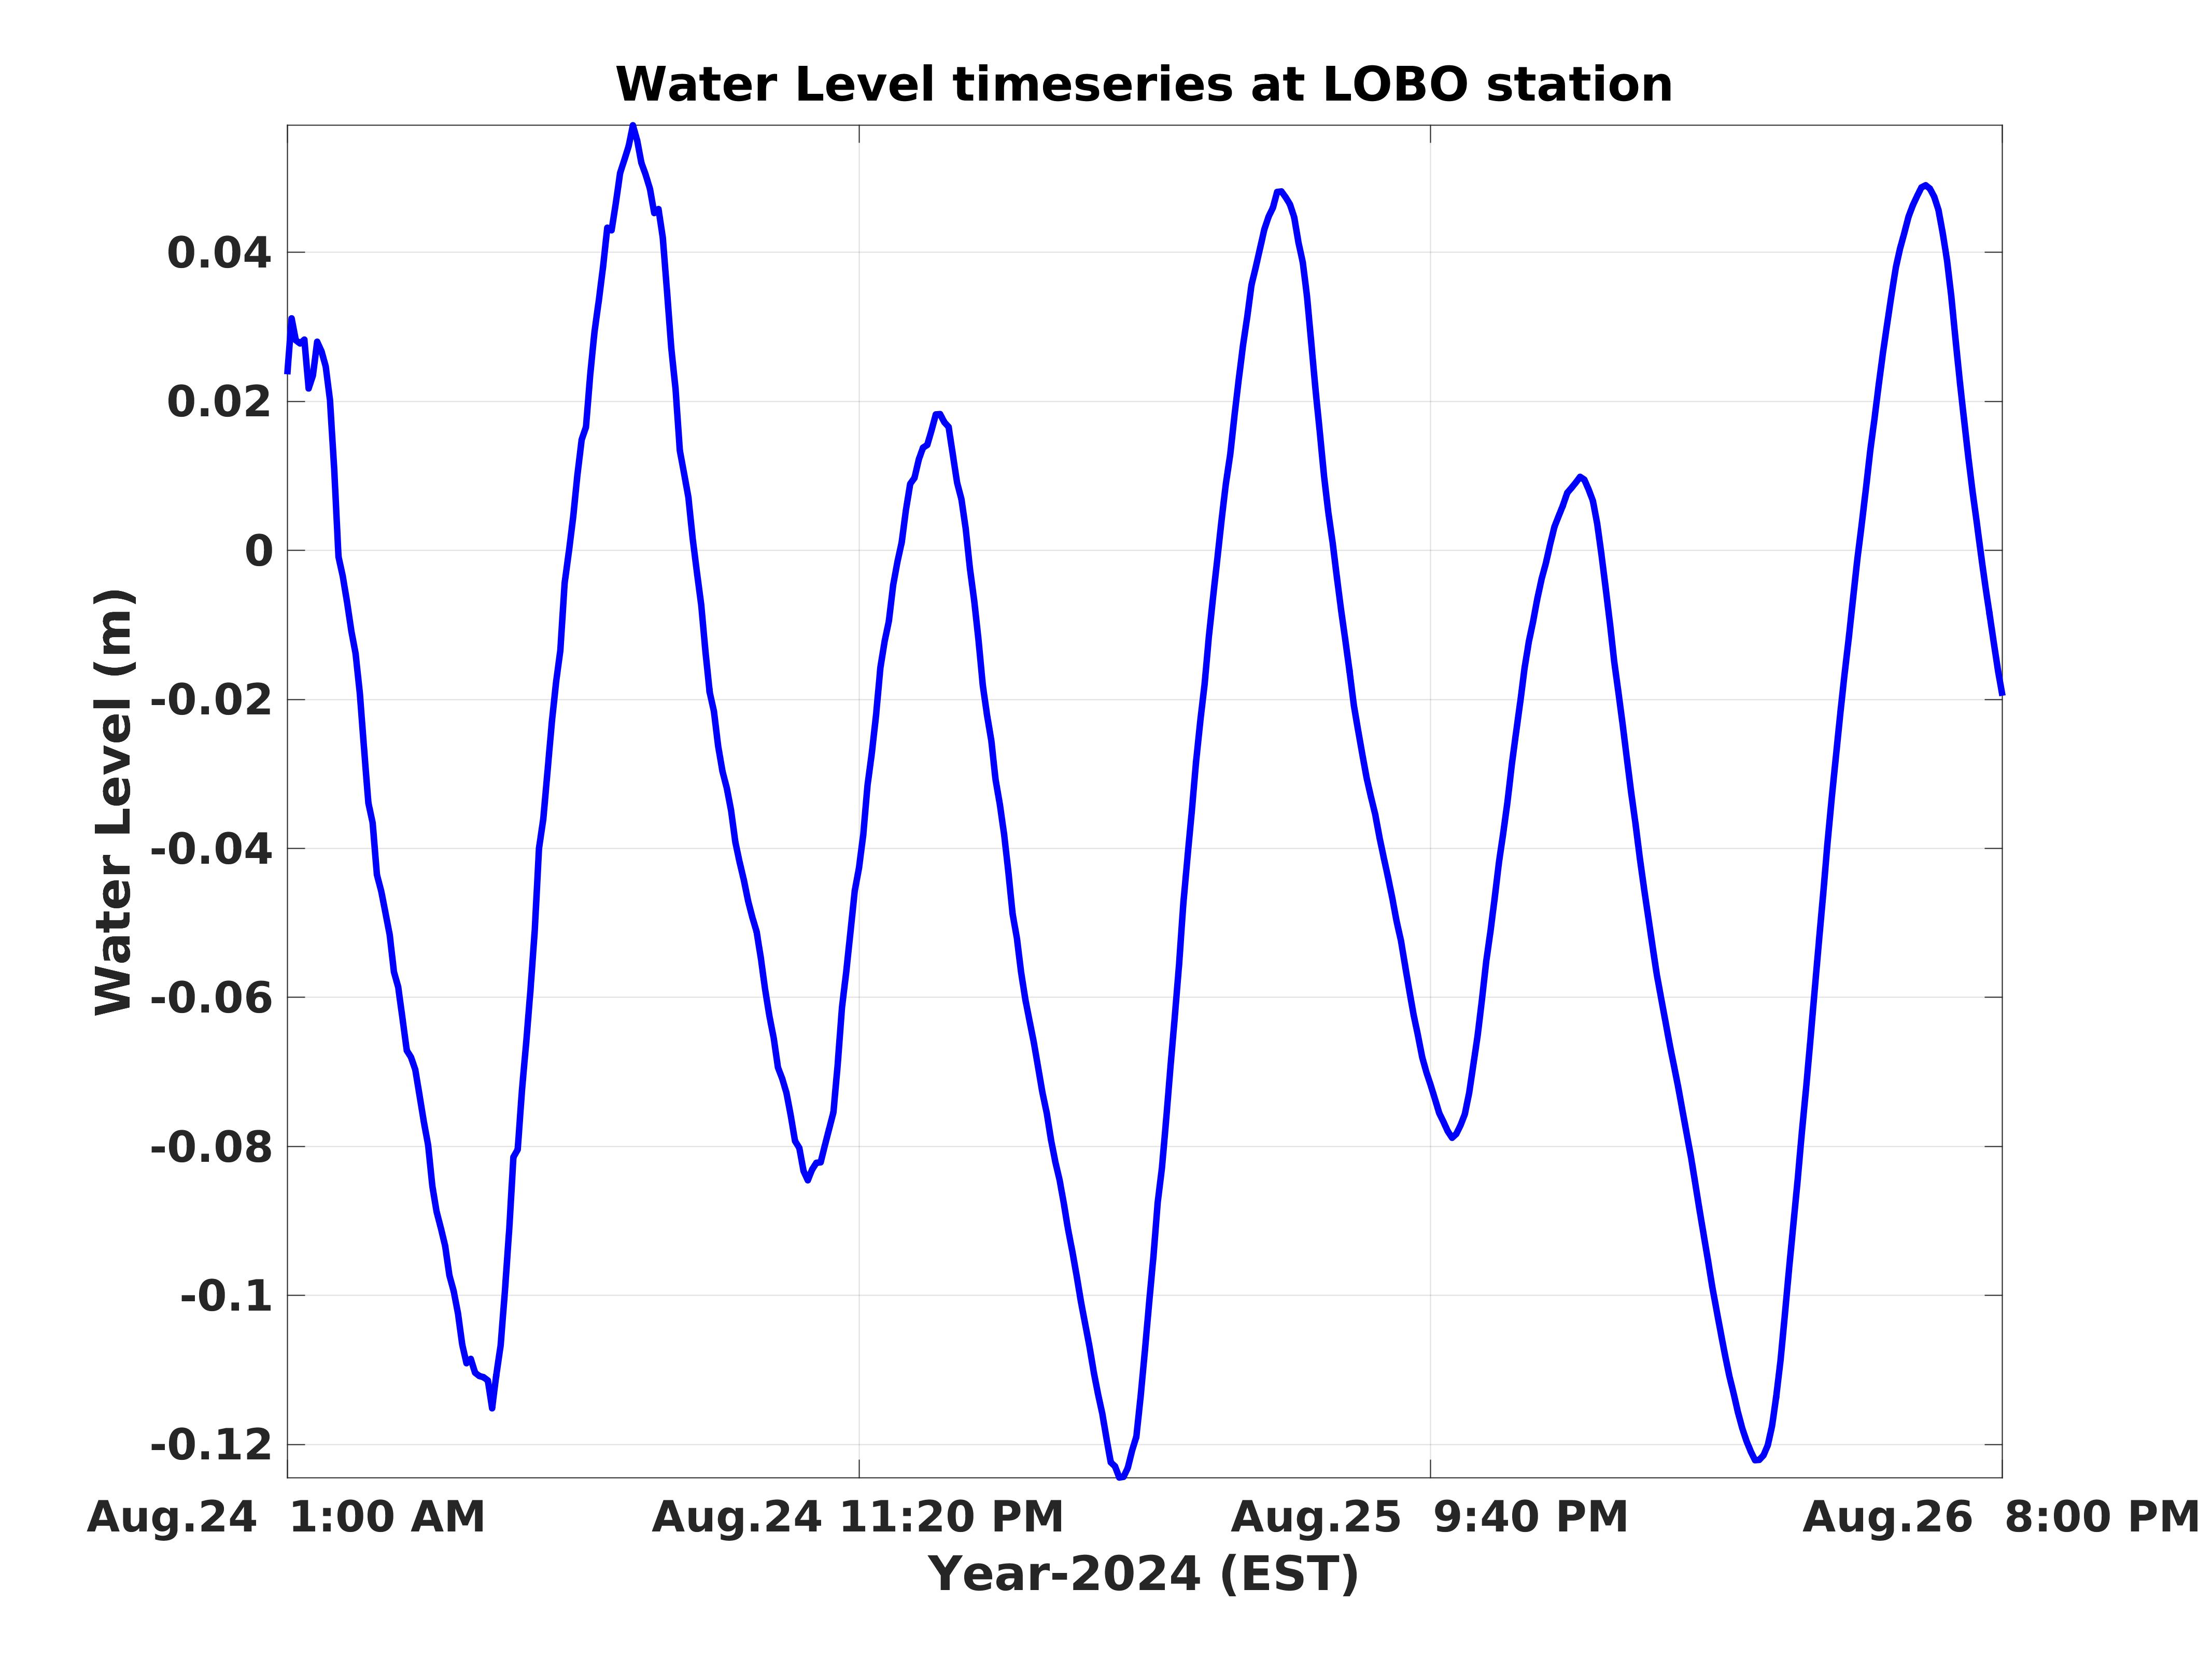 Water Level timeseries at LOBO station
Water Level (m)
0.04
0.02
0
-0.02
-0.04
-0.06
-0.08
-0.1
-0.12
Aug.24  1:00 AM
Aug.24 11:20 PM
Aug.25  9:40 PM
Aug.26  8:00 PM
Year-2024 (EST)